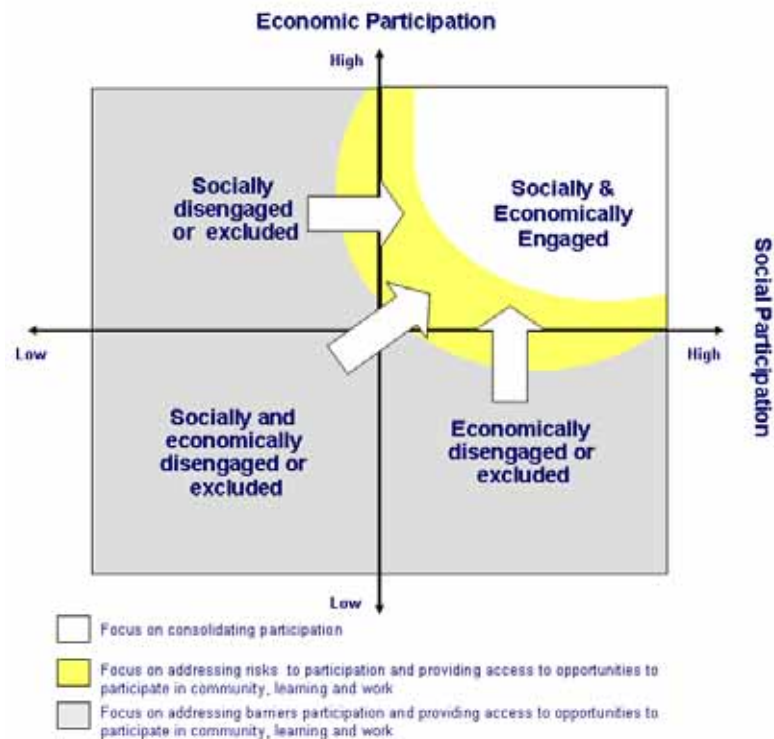 Economic Participation
High
Socially
disengaged
or excluded
Socially &
Economically
Engaged
Social Participation
Low
High
Socially and
economically
disengaged or
excluded
Economically
disengaged or
excluded
Low
Focus on consolidating participation
Focus on addressing risks to participation and providing access to opportunities to
participate in community, learning and work
Focus on addressing barriers participation and providing access to opportunities to
participate in community, learning and work